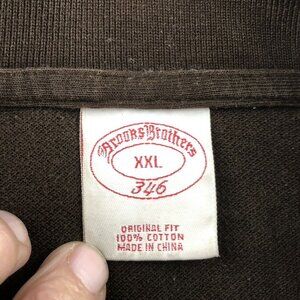 Brooks Brothers
XXL
346
ORIGINAL FIT
100% COTTON
MADE IN CHINA